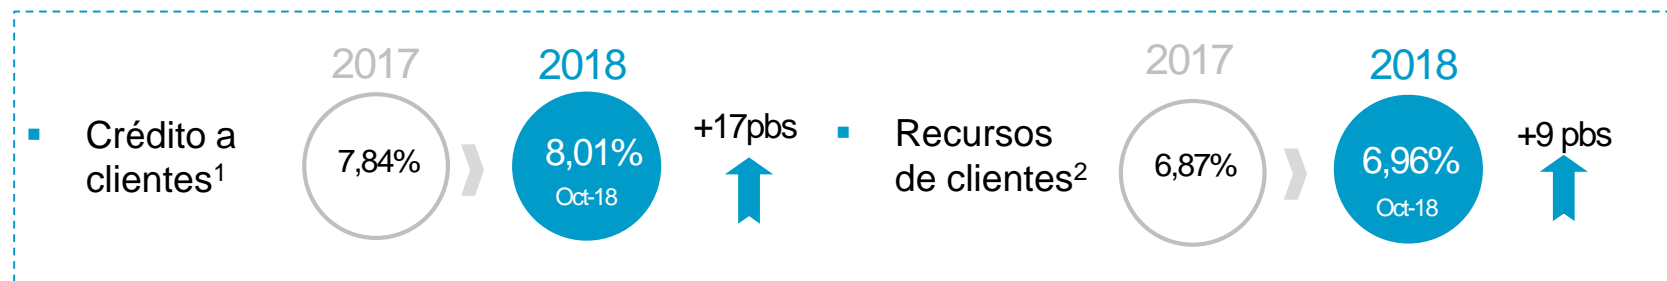 2017
2018
▪ Crédito a
clientes¹
7,84%
8,01%
Oct-18
+17pbs
2017
2018
▪ Recursos
de clientes²
6,87%
6,96%
Oct-18
+9 pbs